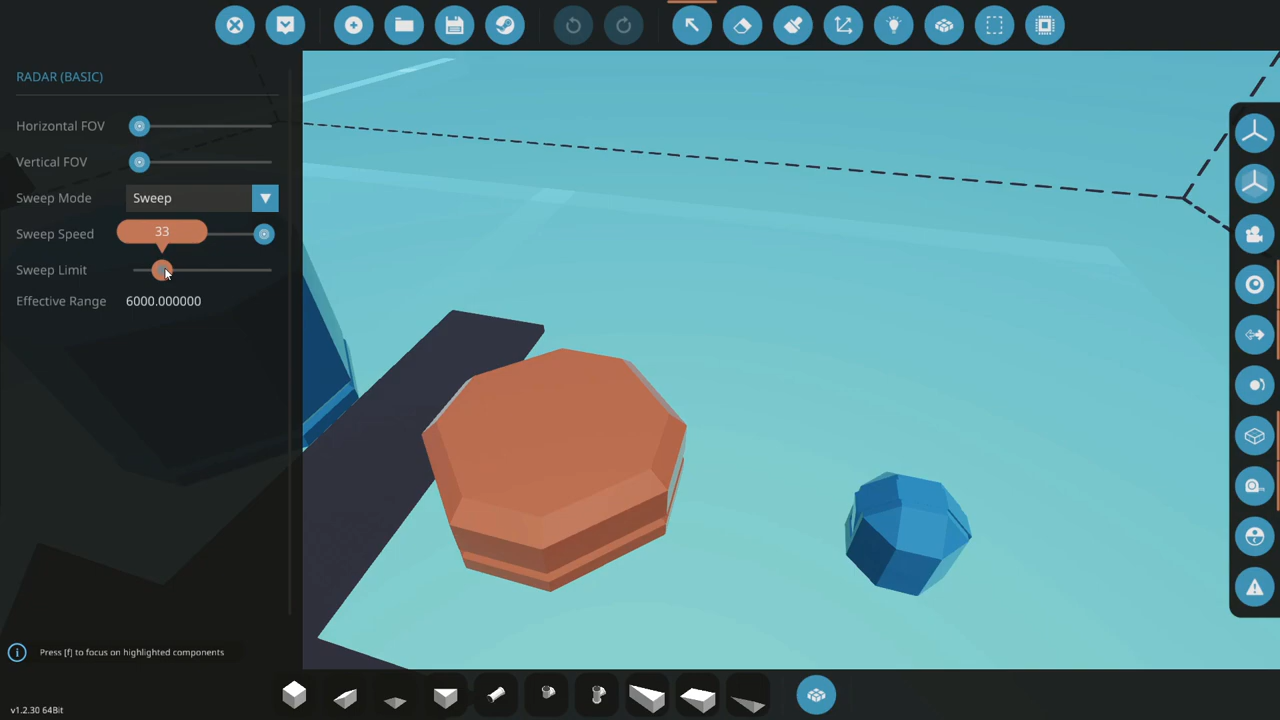 RADAR (BASIC)
Horizontal FOV
Vertical FOV
Sweep Mode Sweep
Sweep Speed 33
Sweep Limit
Effective Range 6000.000000
Press [f] to focus on highlighted components
v1.2.30 64Bit